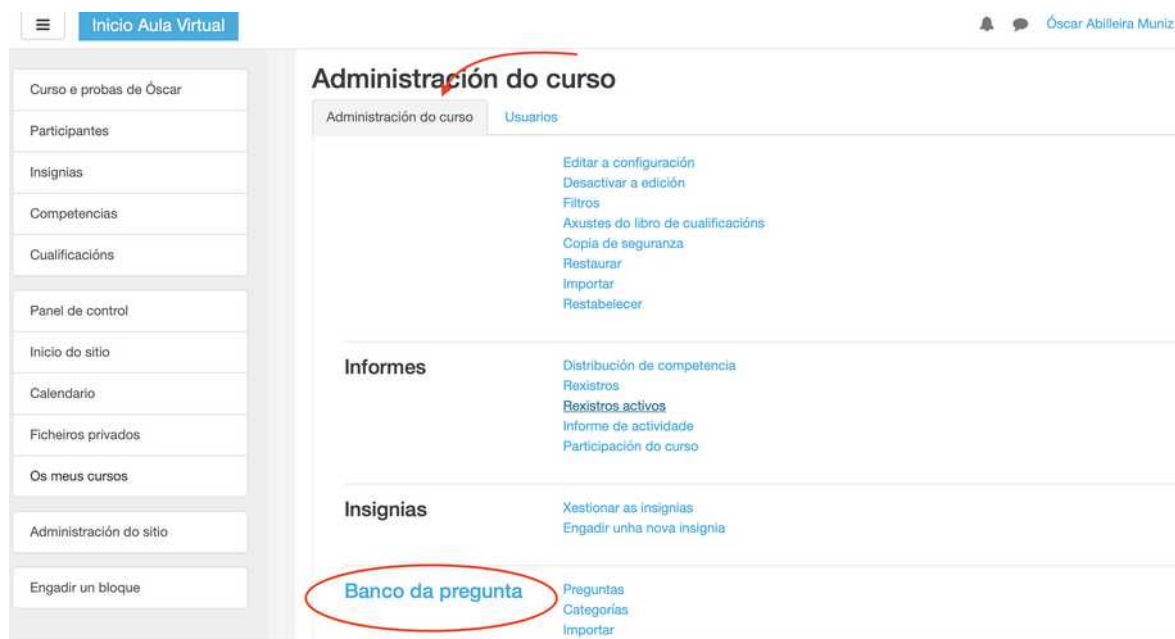 Inicio Aula Virtual
Óscar Abilleira Muniz
Curso e probas de Óscar
Participantes
Insignias
Competencias
Cualificacións
Panel de control
Inicio do sitio
Calendario
Ficheiros privados
Os meus cursos
Administración do sitio
Engadir un bloque
Administración do curso
Administración do curso
Usuarios
Editar a configuración
Desactivar a edición
Filtros
Axustes do libro de cualificacións
Copia de seguranza
Restaurar
Importar
Restabelecer
Informes
Distribución de competencia
Rexistros
Rexistros activos
Informe de actividade
Participación do curso
Insignias
Xestionar as insignias
Engadir unha nova insignia
Banco da pregunta
Preguntas
Categorías
Importar